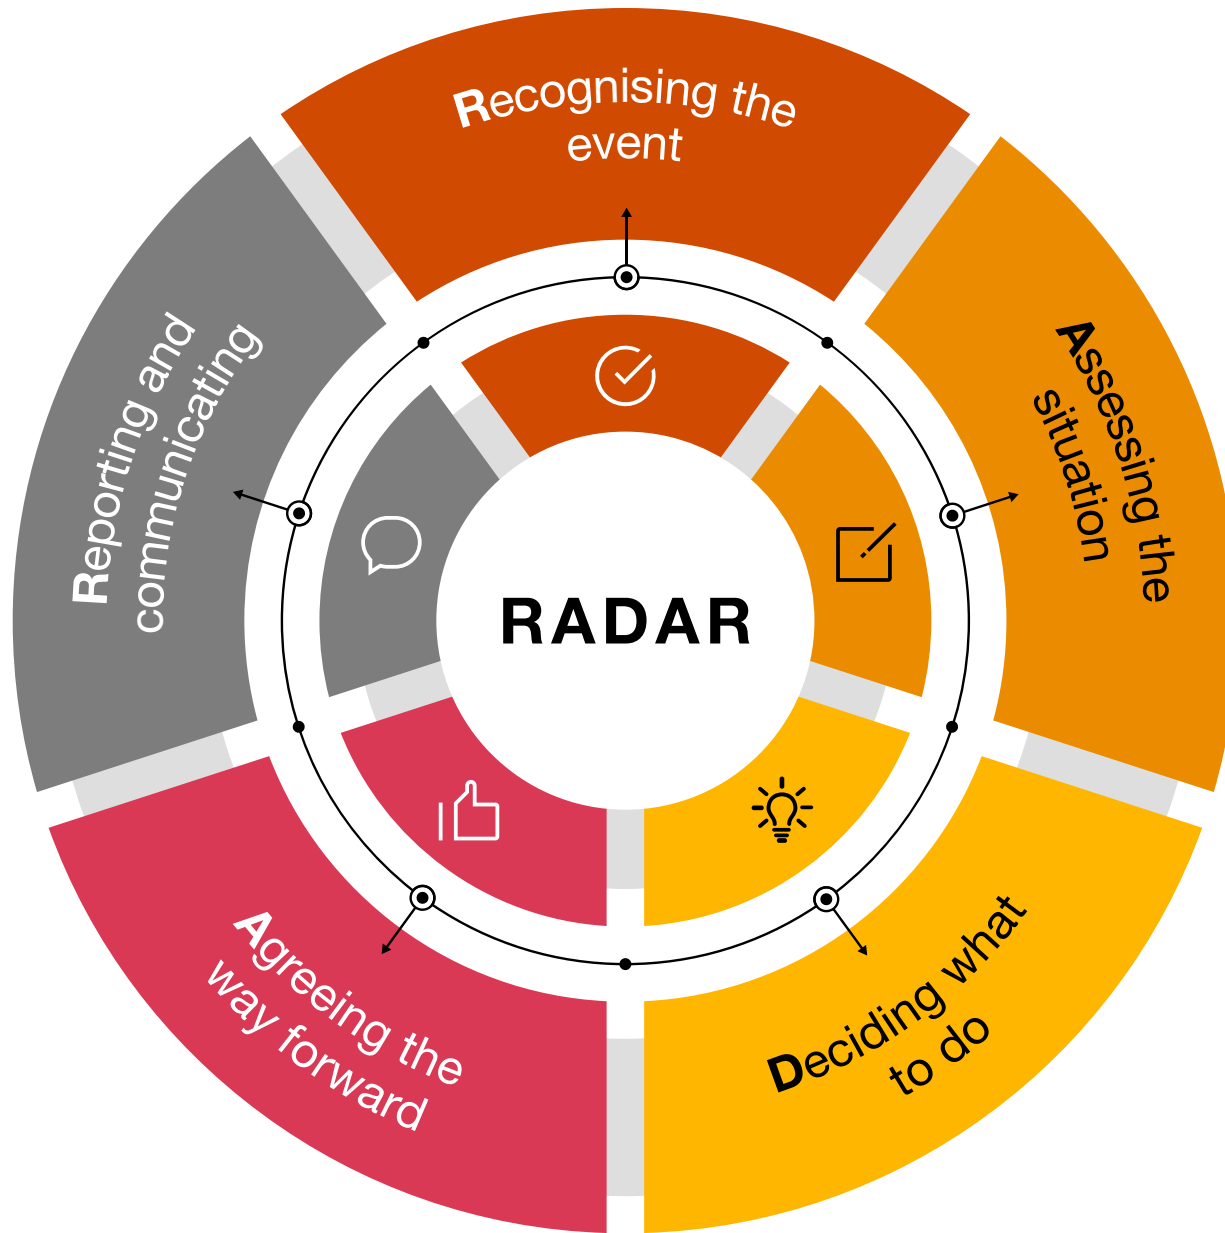 Recognising the
event
Assessing the
situation
Deciding what
to do
Agreeing the
way forward
Reporting and
communicating
RADAR